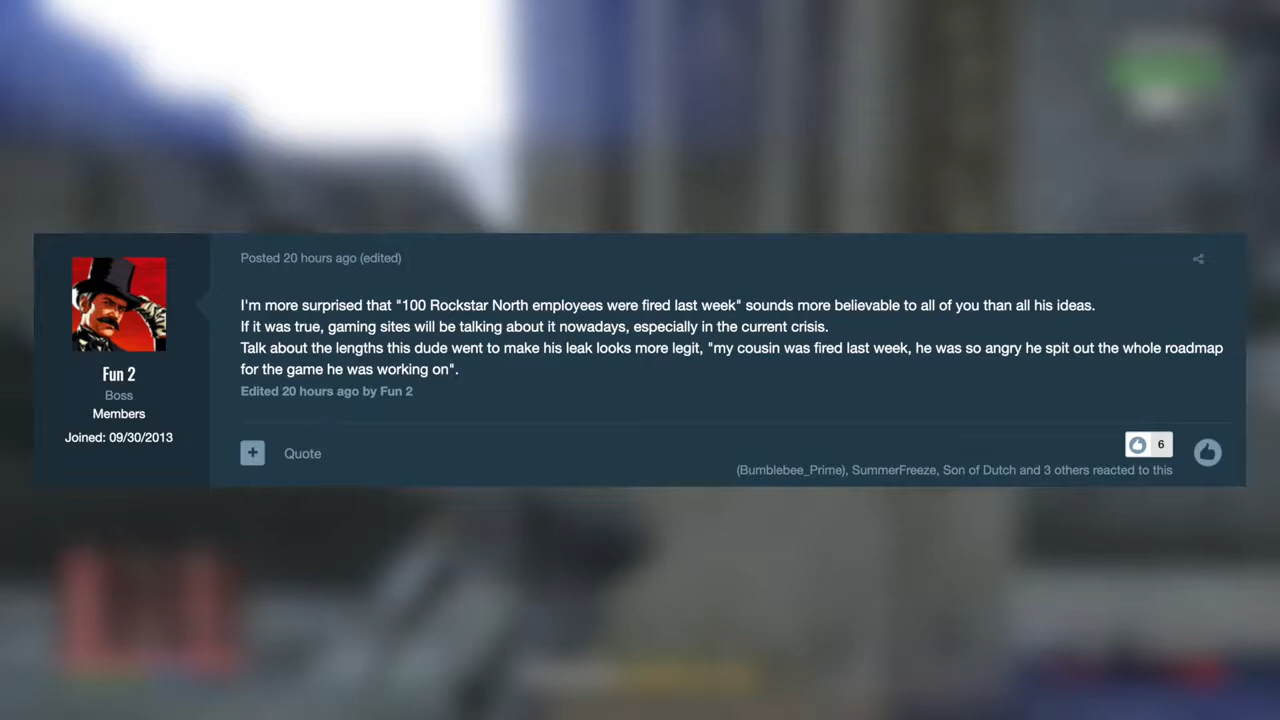 Posted 20 hours ago (edited)
I'm more surprised that "100 Rockstar North employees were fired last week" sounds more believable to all of you than all his ideas.
If it was true, gaming sites will be talking about it nowadays, especially in the current crisis.
Talk about the lengths this dude went to make his leak looks more legit, "my cousin was fired last week, he was so angry he spit out the whole roadmap
for the game he was working on".
Edited 20 hours ago by Fun 2
Fun 2
Boss
Members
Joined: 09/30/2013
+ Quote
6
(Bumblebee_Prime), SummerFreeze, Son of Dutch and 3 others reacted to this